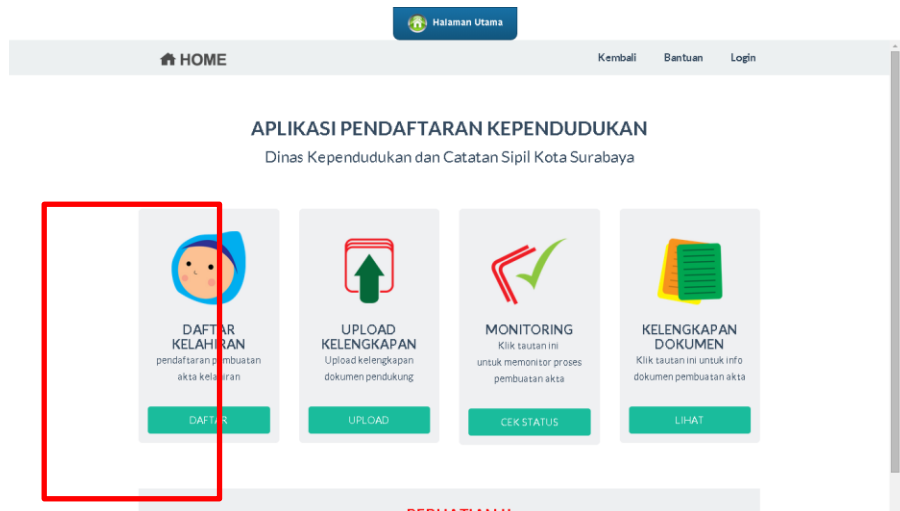 Halaman Utama
HOME
Kembali Bantuan Login
APLIKASI PENDAFTARAN KEPENDUDUKAN
Dinas Kependudukan dan Catatan Sipil Kota Surabaya
DAFTAR
KELAHIRAN
pendaftaran pembuatan
akta kelahiran
DAFTAR
UPLOAD
KELENGKAPAN
Upload kelengkapan
dokumen pendukung
UPLOAD
MONITORING
Klik tautan ini
untuk memonitor proses
pembuatan akta
CEK STATUS
KELENGKAPAN
DOKUMEN
Klik tautan ini untuk info
dokumen pembuatan akta
LIHAT